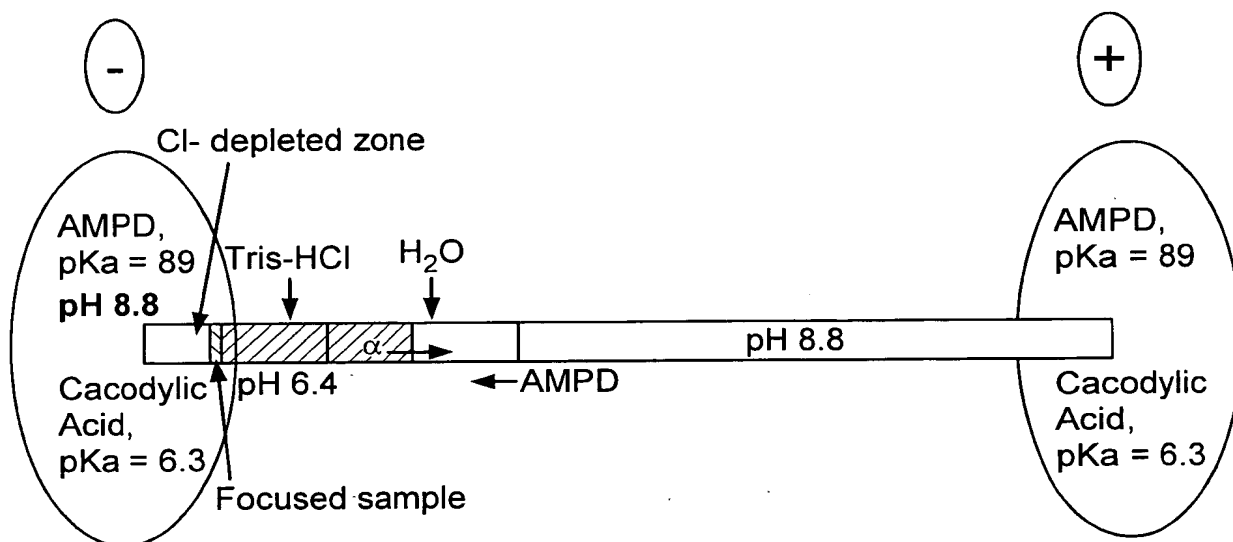 -
+
Cl- depleted zone
AMPD,
pKa = 89
pH 8.8
Tris-HCl
H₂O
AMPD,
pKa = 89
α
pH 8.8
pH 6.4
AMPD
Cacodylic
Acid,
pKa = 6.3
Cacodylic
Acid,
pKa = 6.3
Focused sample